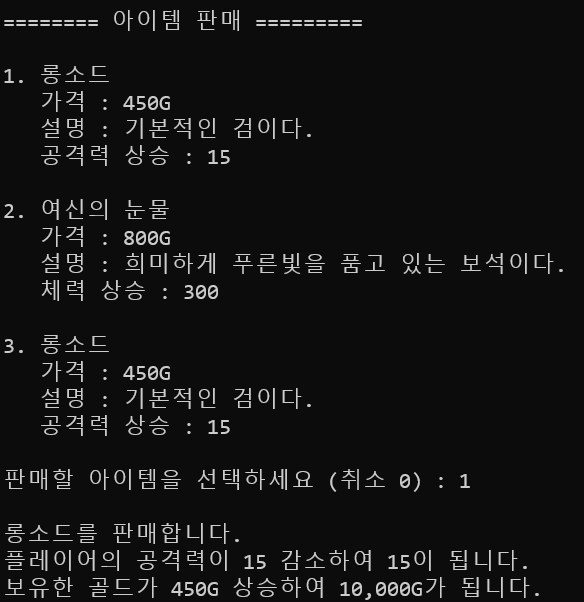 ======== 아이템 판매 =========
1. 롱소드
가격 : 450G
설명 : 기본적인 검이다.
공격력 상승 : 15
2. 여신의 눈물
가격 : 800G
설명 : 희미하게 푸른빛을 품고 있는 보석이다.
체력 상승 : 300
3. 롱소드
가격 : 450G
설명 : 기본적인 검이다.
공격력 상승 : 15
판매할 아이템을 선택하세요 (취소 0) : 1
롱소드를 판매합니다.
플레이어의 공격력이 15 감소하여 15이 됩니다.
보유한 골드가 450G 상승하여 10,000G가 됩니다.